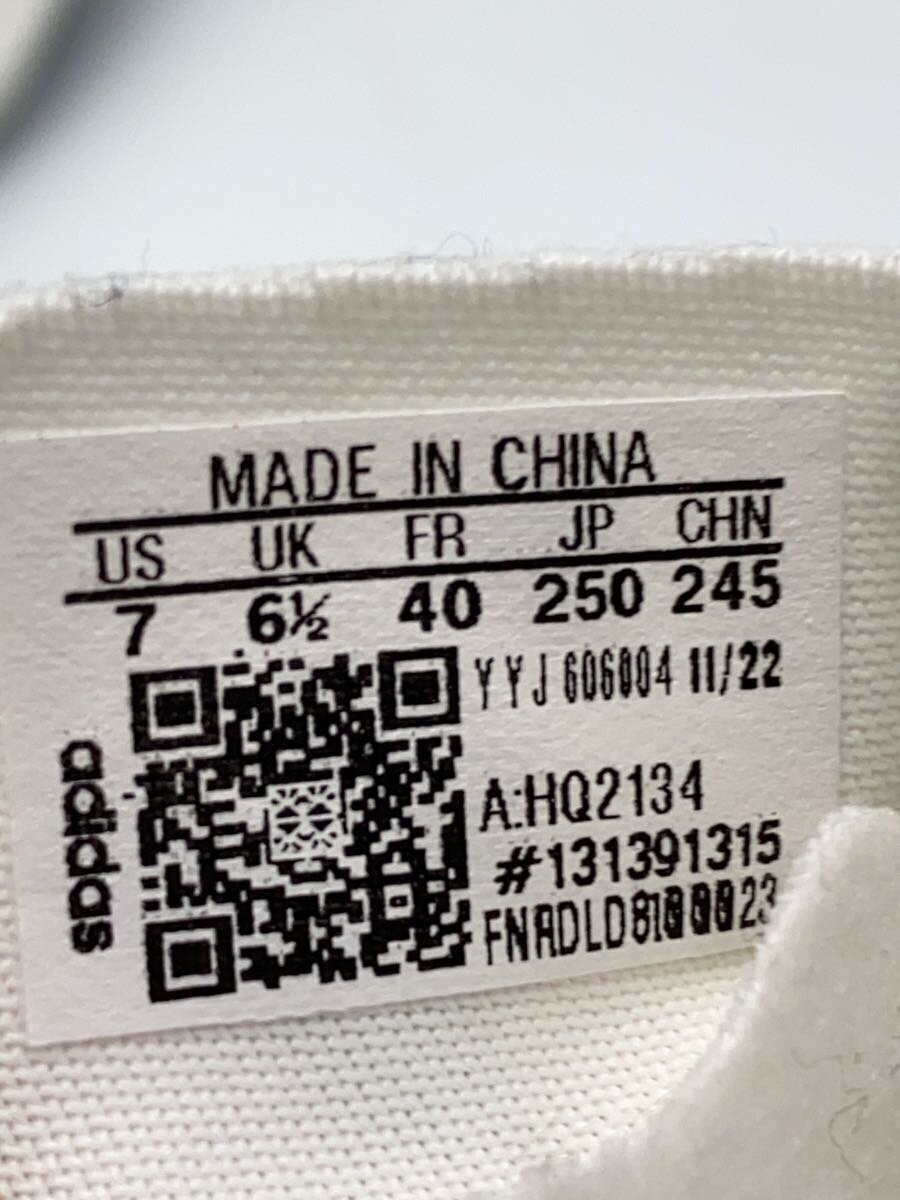 MADE IN CHINA
US UK FR JP CHN
7 6½ 40 250 245
YYJ 606004 11/22
A:HQ2134
#131391315
adidas